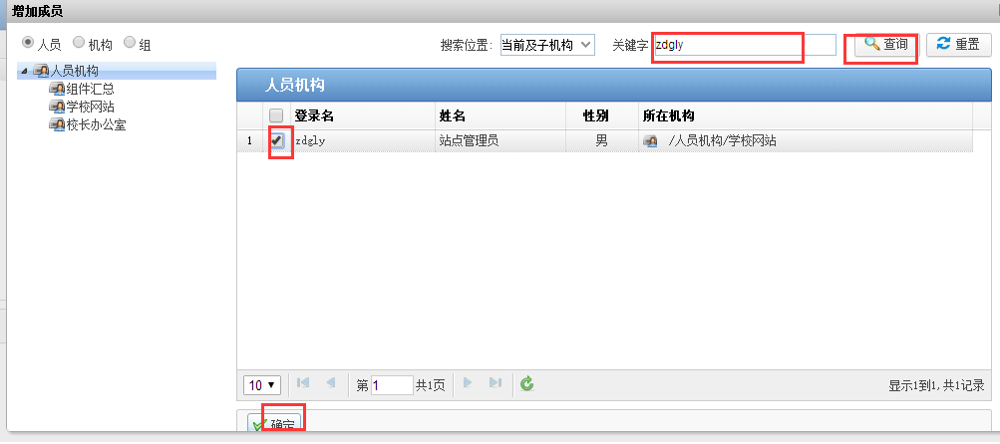 增加成员
人员 机构 组 搜索位置： 当前及子机构 关键字 zdgly 查询 重置
人员机构
组件汇总
学校网站
校长办公室
人员机构
登录名 姓名 性别 所在机构
1 zdgly 站点管理员 男 /人员机构/学校网站
10 第 1 共1页 显示1到1,共1记录
确定